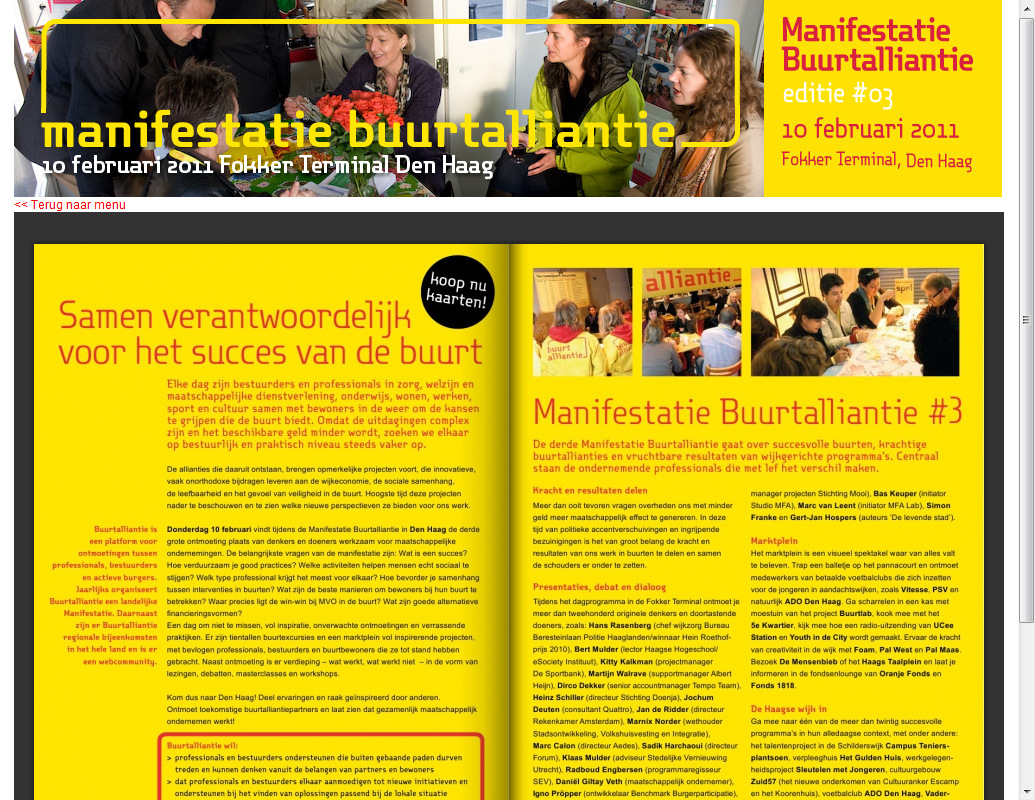 manifestatie buurtalliantie
10 februari 2011 Fokker Terminal Den Haag
Manifestatie
Buurtalliantie
editie #03
10 februari 2011
Fokker Terminal, Den Haag
<< Terug naar menu
koop nu
kaarten!
Samen verantwoordelijk
voor het succes van de buurt
Elke dag zijn bestuurders en professionals in zorg, welzijn en
maatschappelijke dienstverlening, onderwijs, wonen, werken,
sport en cultuur samen met bewoners in de weer om de kansen
te grijpen die de buurt biedt. Omdat de uitdagingen complex
zijn en het beschikbare geld minder wordt, zoeken we elkaar
op bestuurlijk en praktisch niveau steeds vaker op.
De allianties die daaruit ontstaan, brengen opmerkelijke projecten voort, die innovatieve,
vaak onorthodoxe bijdragen leveren aan de wijkeconomie, de sociale samenhang,
de leefbaarheid en het gevoel van veiligheid in de buurt. Hoogste tijd deze projecten
nader te beschouwen en te zien welke nieuwe perspectieven ze bieden voor ons werk.
Buurtalliantie is
een platform voor
ontmoetingen tussen
professionals, bestuurders
en actieve burgers.
Jaarlijks organiseert
Buurtalliantie een landelijke
Manifestatie. Daarnaast
zijn er Buurtalliantie
regionale bijeenkomsten
in het hele land en is er
een webcommunity.
Donderdag 10 februari vindt tijdens de Manifestatie Buurtalliantie in Den Haag de derde
grote ontmoeting plaats van denkers en doeners werkzaam voor maatschappelijke
ondernemingen. De belangrijkste vragen van de manifestatie zijn: Wat is een succes?
Hoe verduurzaam je good practices? Welke activiteiten helpen mensen echt sociaal te
stijgen? Welk type professional krijgt het meest voor elkaar? Hoe bevorder je samenhang
tussen interventies in buurten? Wat zijn de beste manieren om bewoners bij hun buurt te
betrekken? Waar precies ligt de win-win bij MVO in de buurt? Wat zijn goede alternatieve
financieringsvormen?
Een dag om niet te missen, vol inspiratie, onverwachte ontmoetingen en verrassende
praktijken. Er zijn tientallen buurtexcursies en een marktplein vol inspirerende projecten,
met bevlogen professionals, bestuurders en buurtbewoners die ze tot stand hebben
gebracht. Naast ontmoeting is er verdieping – wat werkt, wat werkt niet – in de vorm van
lezingen, debatten, masterclasses en workshops.
Kom dus naar Den Haag! Deel ervaringen en raak geïnspireerd door anderen.
Ontmoet toekomstige buurtalliantiepartners en laat zien dat gezamenlijk maatschappelijk
ondernemen werkt!
Buurtalliantie wil:
> professionals en bestuurders ondersteunen die buiten gebaande paden durven
treden en kunnen denken vanuit de belangen van partners en bewoners
> dat professionals en bestuurders elkaar aanmoedigen tot nieuwe initiatieven en
ondersteunen bij het vinden van oplossingen passend bij de lokale situatie
buurt
alliantie_
alliantie_
spel
Manifestatie Buurtalliantie #3
De derde Manifestatie Buurtalliantie gaat over succesvolle buurten, krachtige
buurtallianties en vruchtbare resultaten van wijkgerichte programma's. Centraal
staan de ondernemende professionals die met lef het verschil maken.
Kracht en resultaten delen
Meer dan ooit tevoren vragen overheden ons met minder
geld meer maatschappelijk effect te genereren. In deze
tijd van politieke accentverschuivingen en ingrijpende
bezuinigingen is het van groot belang de kracht en
resultaten van ons werk in buurten te delen en samen
de schouders er onder te zetten.
Presentaties, debat en dialoog
Tijdens het dagprogramma in de Fokker Terminal ontmoet je
meer dan tweehonderd originele denkers en doortastende
doeners, zoals: Hans Rasenberg (chef wijkzorg Bureau
Beresteinlaan Politie Haaglanden/winnaar Hein Roethof-
prijs 2010), Bert Mulder (lector Haagse Hogeschool/
eSociety Instituut), Kitty Kalkman (projectmanager
De Sportbank), Martijn Walrave (supportmanager Albert
Heijn), Dirco Dekker (senior accountmanager Tempo Team),
Heinz Schiller (directeur Stichting Doenja), Jochum
Deuten (consultant Quattro), Jan de Ridder (directeur
Rekenkamer Amsterdam), Marnix Norder (wethouder
Stadsontwikkeling, Volkshuisvesting en Integratie),
Marc Calon (directeur Aedes), Sadik Harchaoui (directeur
Forum), Klaas Mulder (adviseur Stedelijke Vernieuwing
Utrecht), Radboud Engbersen (programmaregisseur
SEV), Daniël Giltay Veth (maatschappelijk ondernemer),
Igno Pröpper (ontwikkelaar Benchmark Burgerparticipatie),
manager projecten Stichting Mooi), Bas Keuper (initiator
Studio MFA), Marc van Leent (initiator MFA Lab), Simon
Franke en Gert-Jan Hospers (auteurs 'De levende stad').
Marktplein
Het marktplein is een visueel spektakel waar van alles valt
te beleven. Trap een balletje op het pannacourt en ontmoet
medewerkers van betaalde voetbalclubs die zich inzetten
voor de jongeren in aandachtswijken, zoals Vitesse, PSV en
natuurlijk ADO Den Haag. Ga scharrelen in een kas met
moestuin van het project Buurtlab, kook mee met het
5e Kwartier, kijk mee hoe een radio-uitzending van UCee
Station en Youth in de City wordt gemaakt. Ervaar de kracht
van creativiteit in de wijk met Foam, Pal West en Pal Maas.
Bezoek De Mensenbieb of het Haags Taalplein en laat je
informeren in de fondsenlounge van Oranje Fonds en
Fonds 1818.
De Haagse wijk in
Ga mee naar één van de meer dan twintig succesvolle
programma's in hun alledaagse context, met onder andere:
het talentenproject in de Schilderswijk Campus Teniers-
plantsoen, verpleeghuis Het Gulden Huis, werkgelegen-
heidsproject Sleutelen met Jongeren, cultuurgebouw
Zuid57 (het nieuwe onderkomen van Cultuuranker Escamp
en het Koorenhuis), voetbalclub ADO Den Haag, Vader-